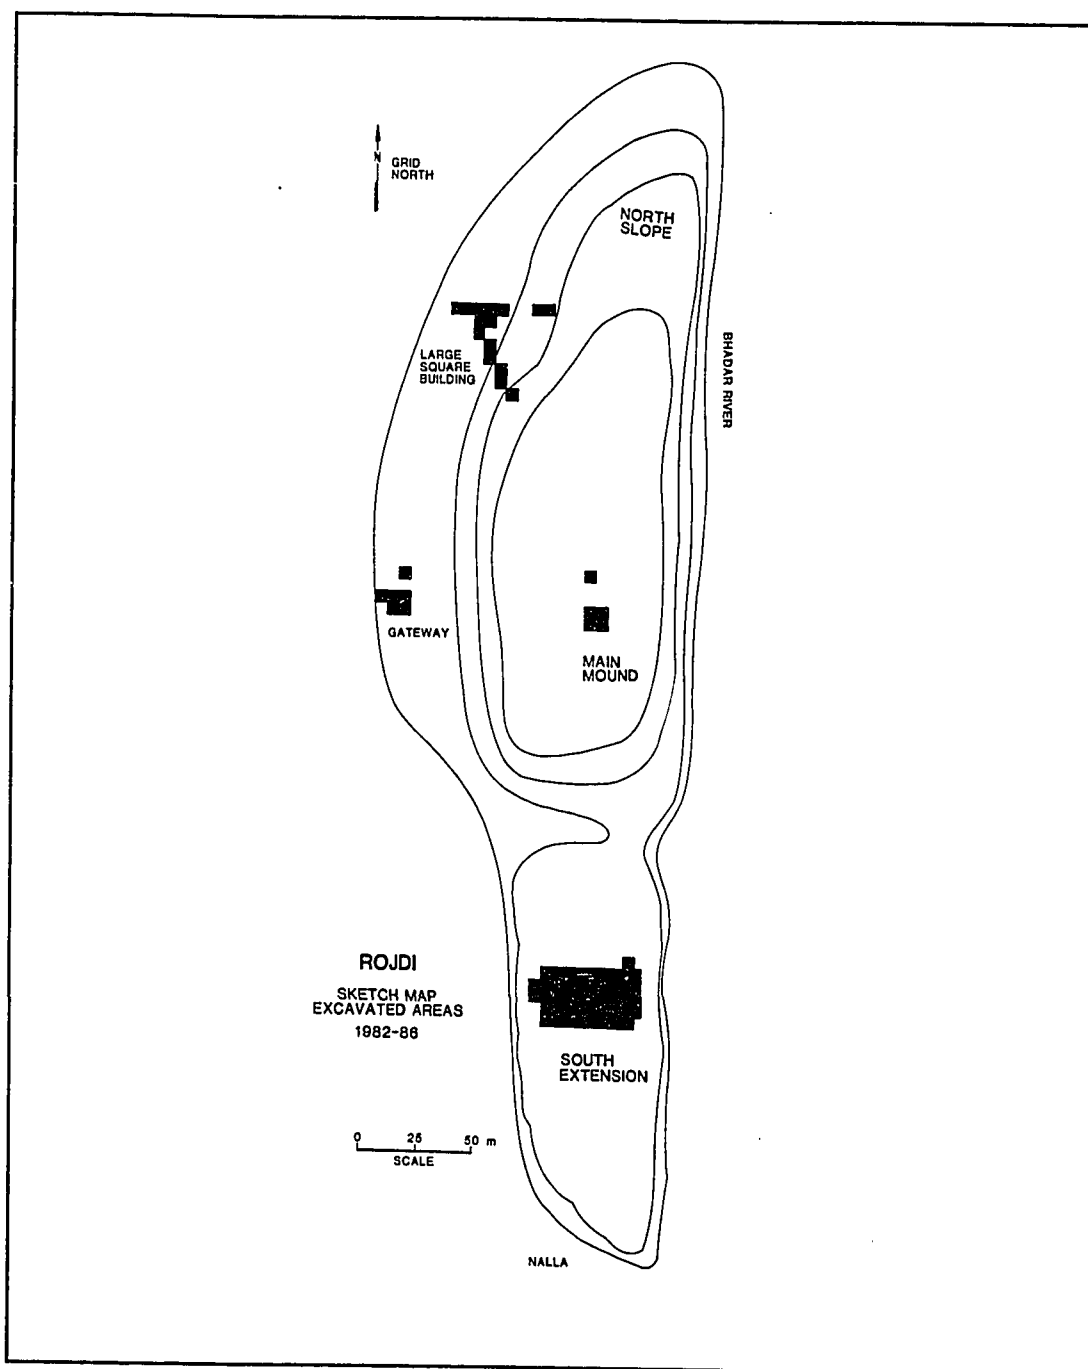 N
GRID
NORTH
NORTH
SLOPE
LARGE
SQUARE
BUILDING
BHADAR RIVER
GATEWAY
MAIN
MOUND
ROJDI
SKETCH MAP
EXCAVATED AREAS
1982-86
SOUTH
EXTENSION
0 25 50 m
SCALE
NALLA